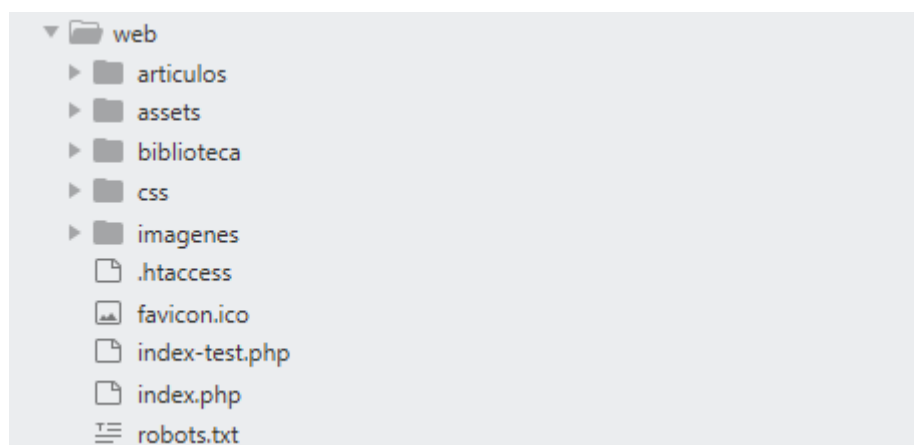 web
articulos
assets
biblioteca
css
imagenes
.htaccess
favicon.ico
index-test.php
index.php
robots.txt